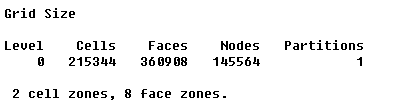 Grid Size
Level Cells Faces Nodes Partitions
0 215344 360908 145564 1
2 cell zones, 8 face zones.